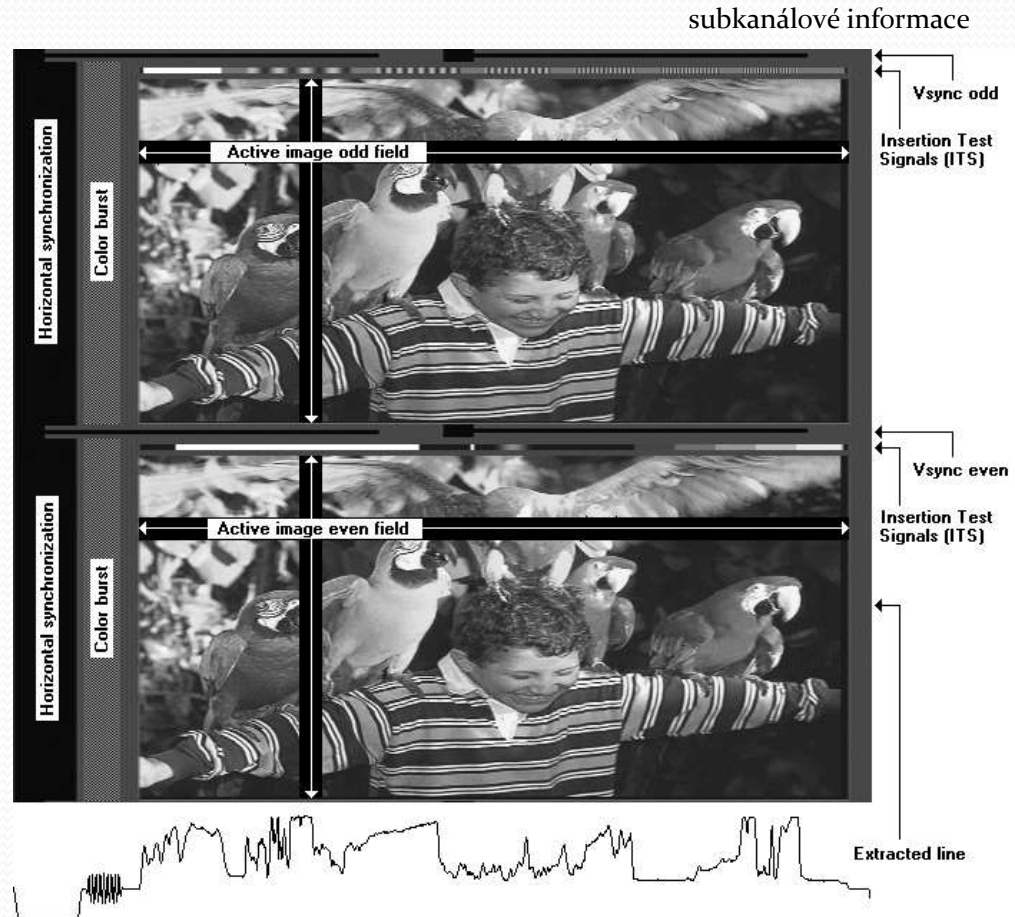 subkanálové informace
Vsync odd
Insertion Test
Signals (ITS)
Active image odd field
Horizontal synchronization
Color burst
Vsync even
Insertion Test
Signals (ITS)
Active image even field
Horizontal synchronization
Color burst
Extracted line